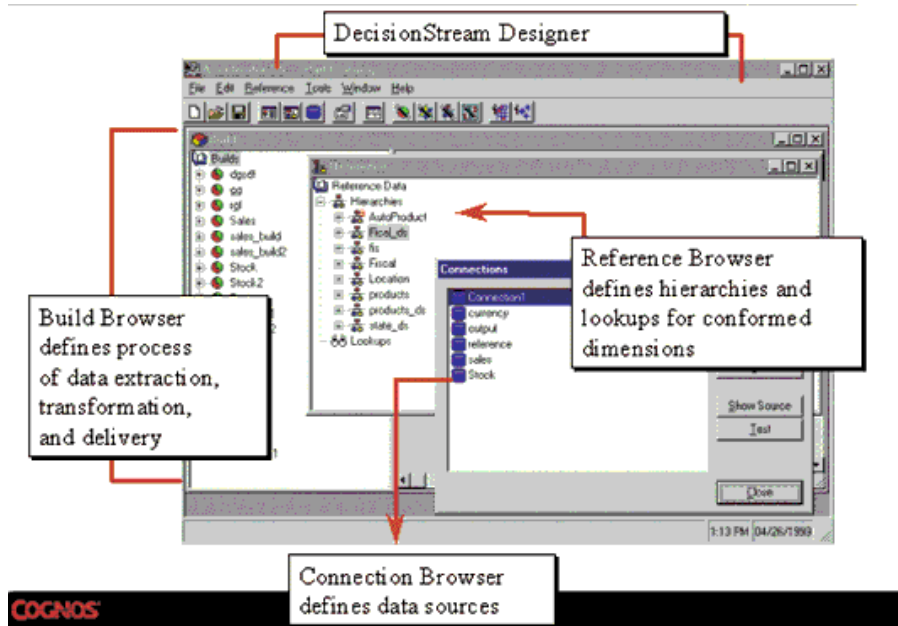 DecisionStream Designer
File Edit Reference Tools Window Help
Builds
dgsdf
gg
sgl
Sales
sales_build
sales_build2
Stock
Stock2
Reference Data
Hierarchies
AutoProduct
Fical_ds
fis
Fiscal
Location
products
products_ds
state_ds
Lookups
Connections
Connection1
currency
output
reference
sales
Stock
Show Source
Test
Close
Reference Browser
defines hierarchies and
lookups for conformed
dimensions
Build Browser
defines process
of data extraction,
transformation,
and delivery
1:13 PM 04/26/1999
Connection Browser
defines data sources
COGNOS